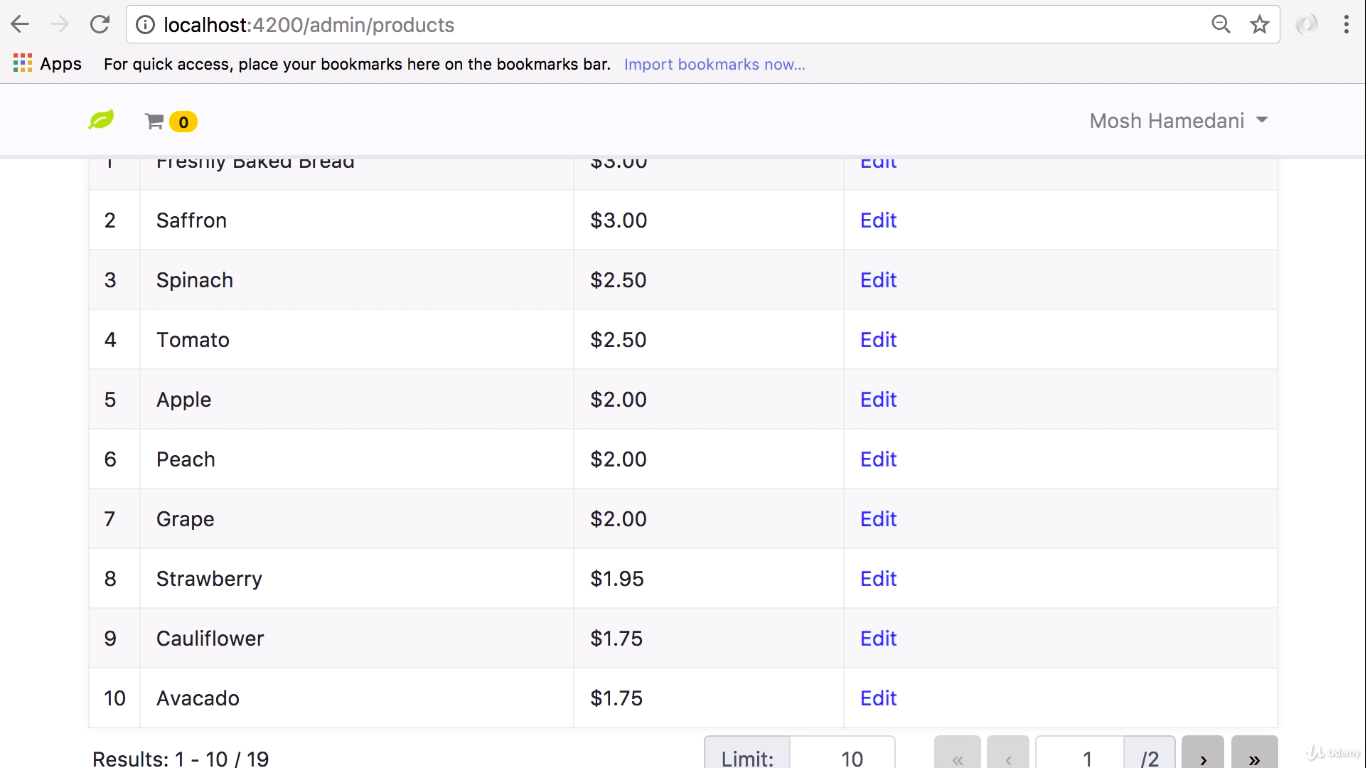 localhost:4200/admin/products
Apps For quick access, place your bookmarks here on the bookmarks bar. Import bookmarks now...
0 Mosh Hamedani
1 Freshly Baked Bread $3.00 Edit
2 Saffron $3.00 Edit
3 Spinach $2.50 Edit
4 Tomato $2.50 Edit
5 Apple $2.00 Edit
6 Peach $2.00 Edit
7 Grape $2.00 Edit
8 Strawberry $1.95 Edit
9 Cauliflower $1.75 Edit
10 Avacado $1.75 Edit
Results: 1 - 10 / 19 Limit: 10 « ‹ 1 /2 › »
Udemy